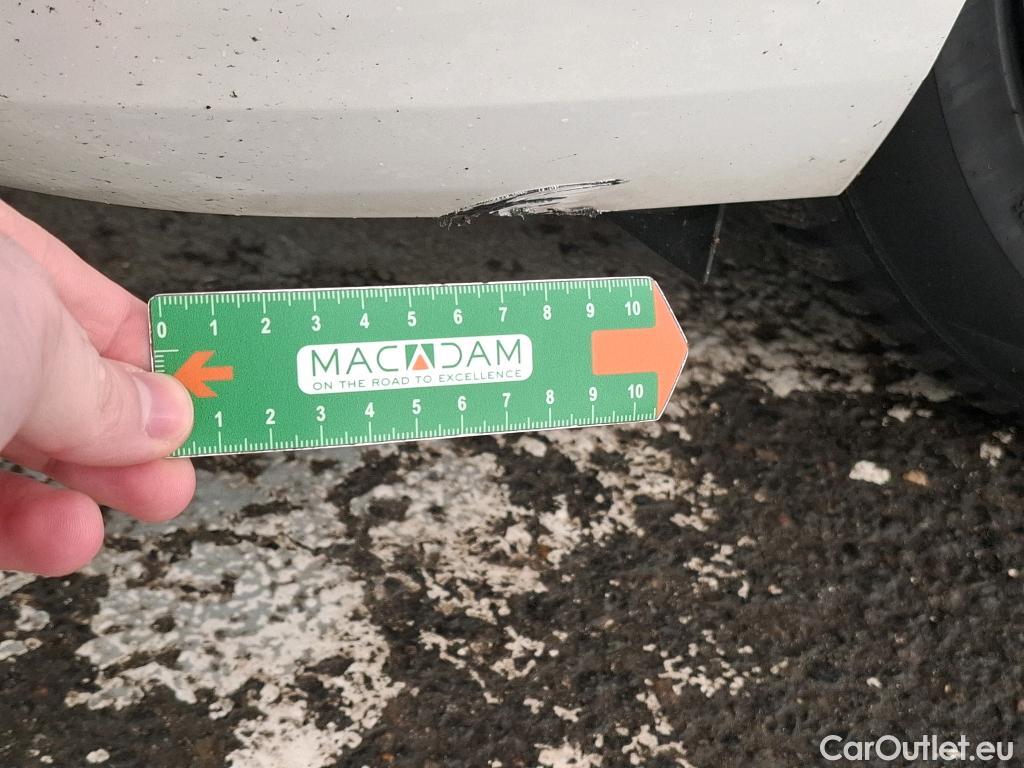 0 1 2 3 4 5 6 7 8 9 10
MACADAM
ON THE ROAD TO EXCELLENCE
1 2 3 4 5 6 7 8 9 10
CarOutlet.eu